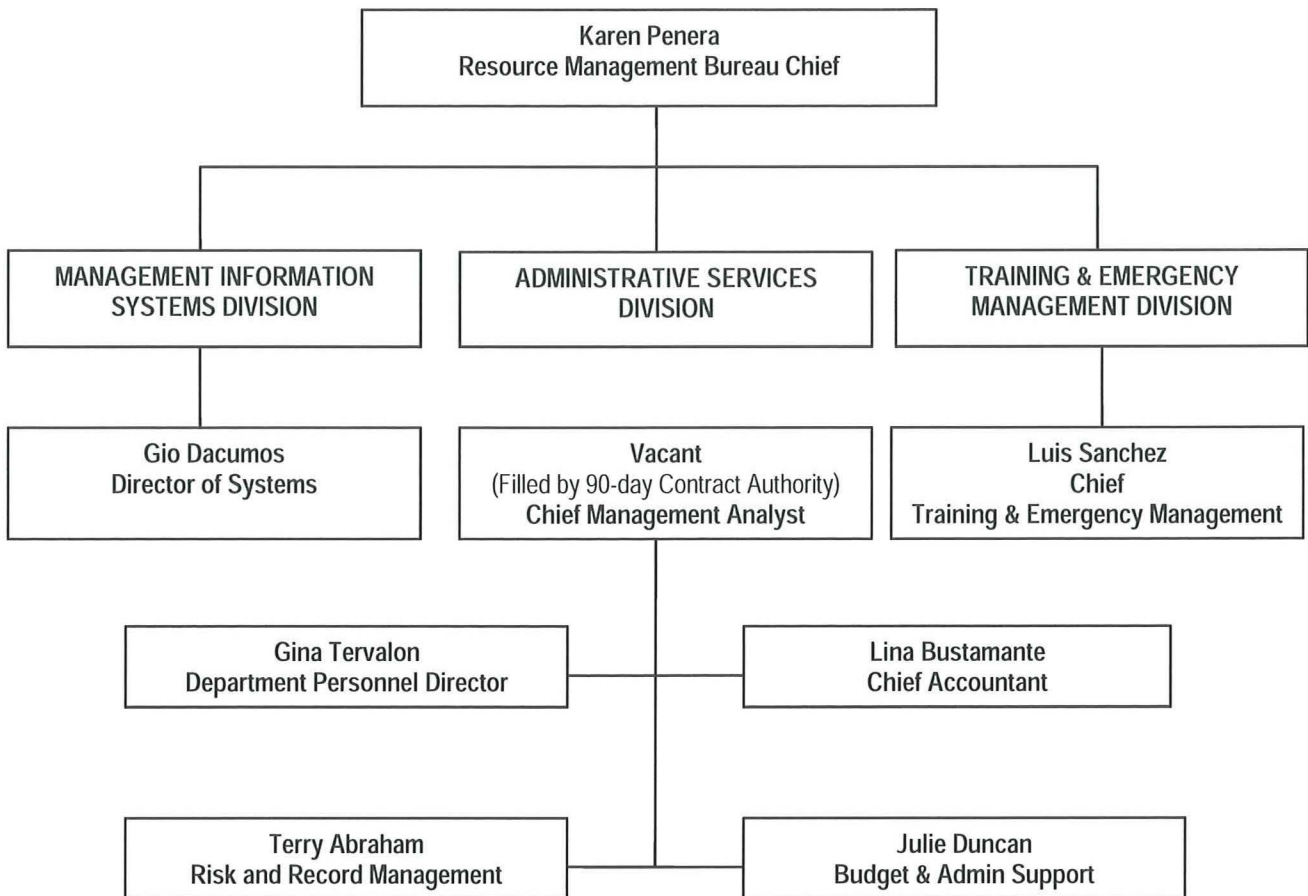 Karen Penera
Resource Management Bureau Chief
MANAGEMENT INFORMATION
SYSTEMS DIVISION
ADMINISTRATIVE SERVICES
DIVISION
TRAINING & EMERGENCY
MANAGEMENT DIVISION
Gio Dacumos
Director of Systems
Vacant
(Filled by 90-day Contract Authority)
Chief Management Analyst
Luis Sanchez
Chief
Training & Emergency Management
Gina Tervalon
Department Personnel Director
Lina Bustamante
Chief Accountant
Terry Abraham
Risk and Record Management
Julie Duncan
Budget & Admin Support